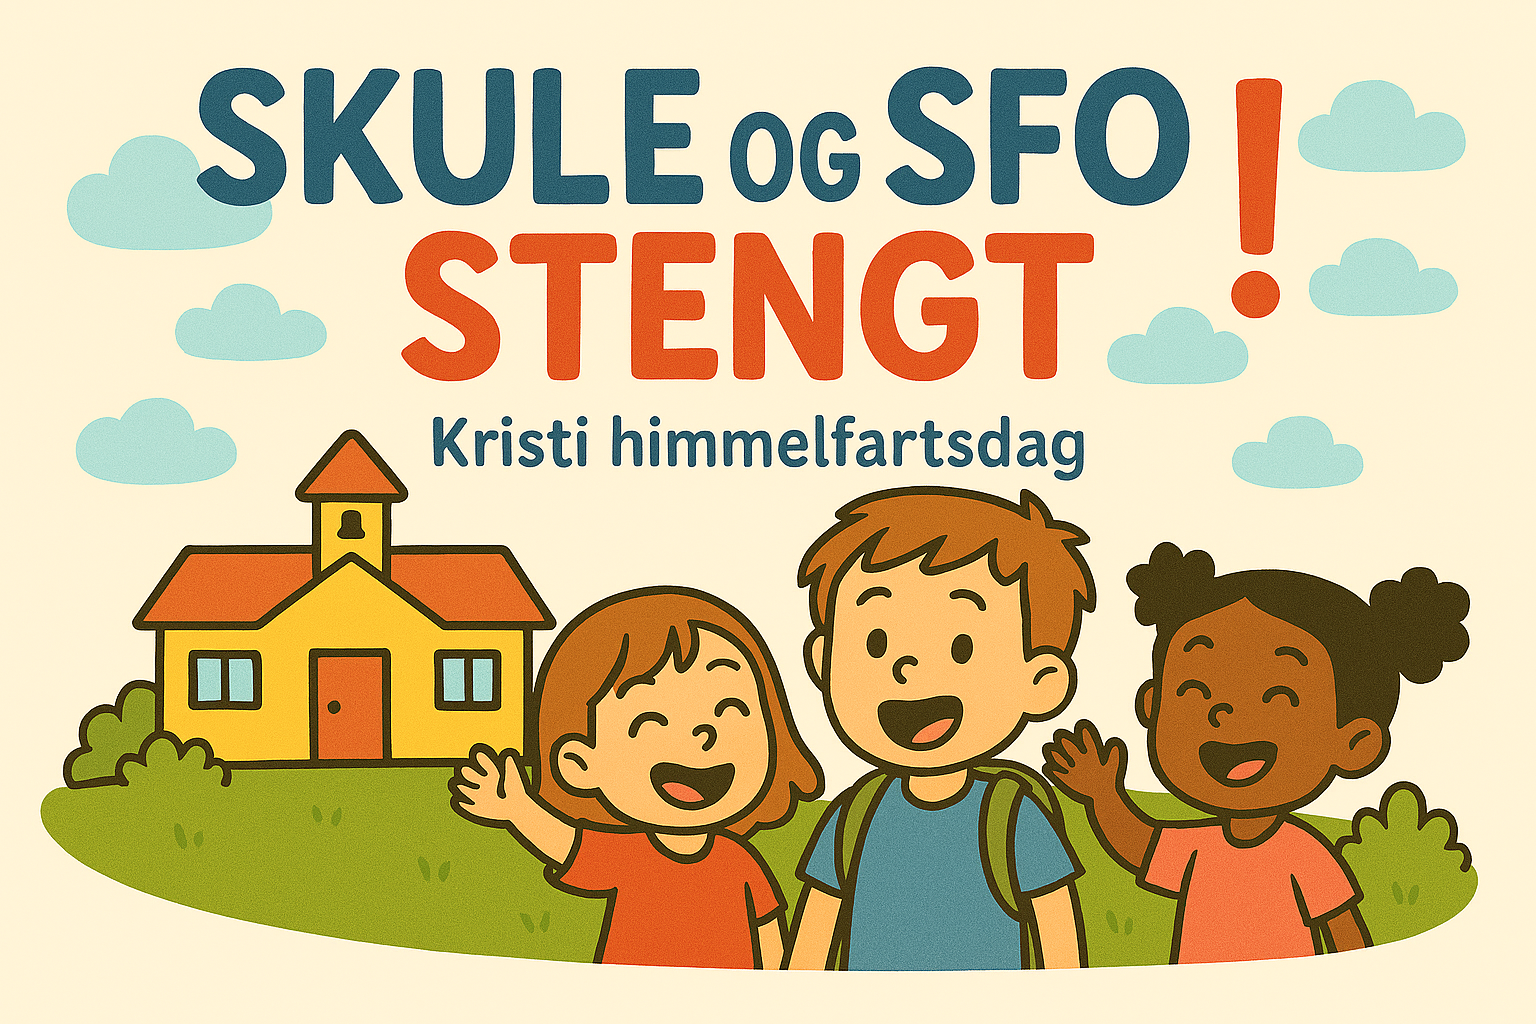 SKULE OG SFO!
STENGT
Kristi himmelfartsdag